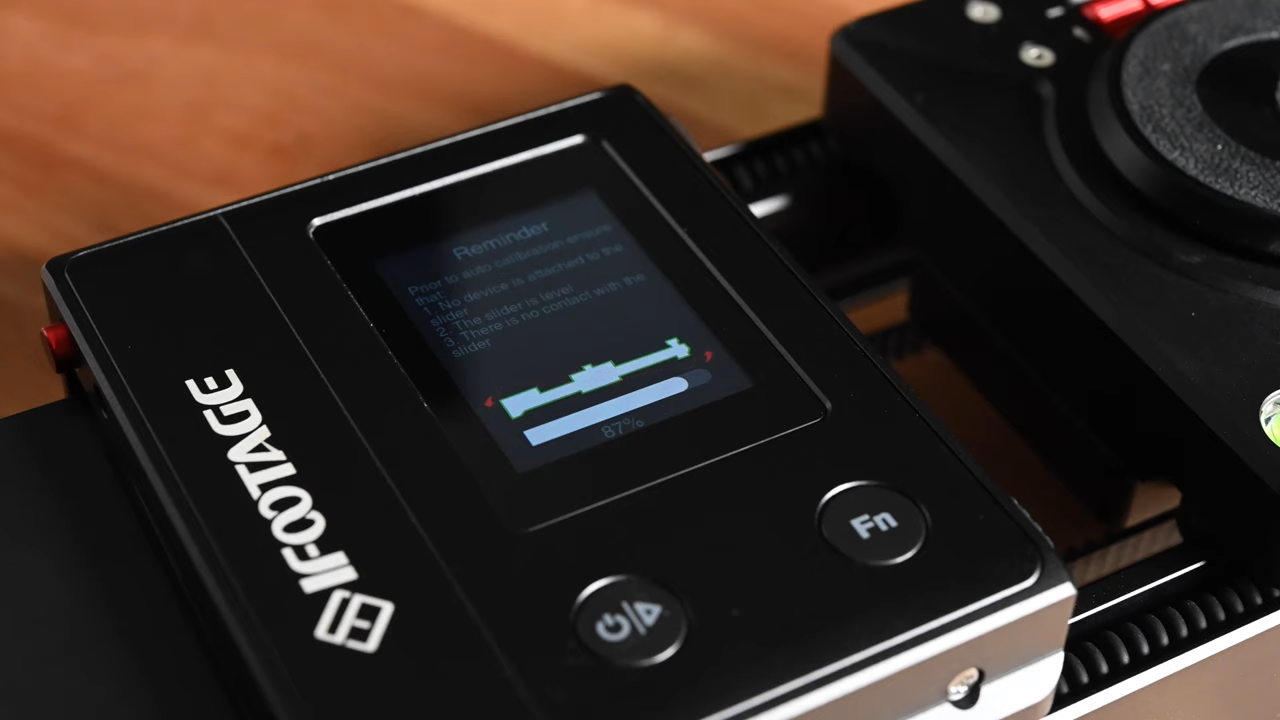 Reminder
Prior to auto calibration ensure
that:
1. No device is attached to the
slider
2. The slider is level
3. There is no contact with the
slider
87%
IFOOTAGE
Fn